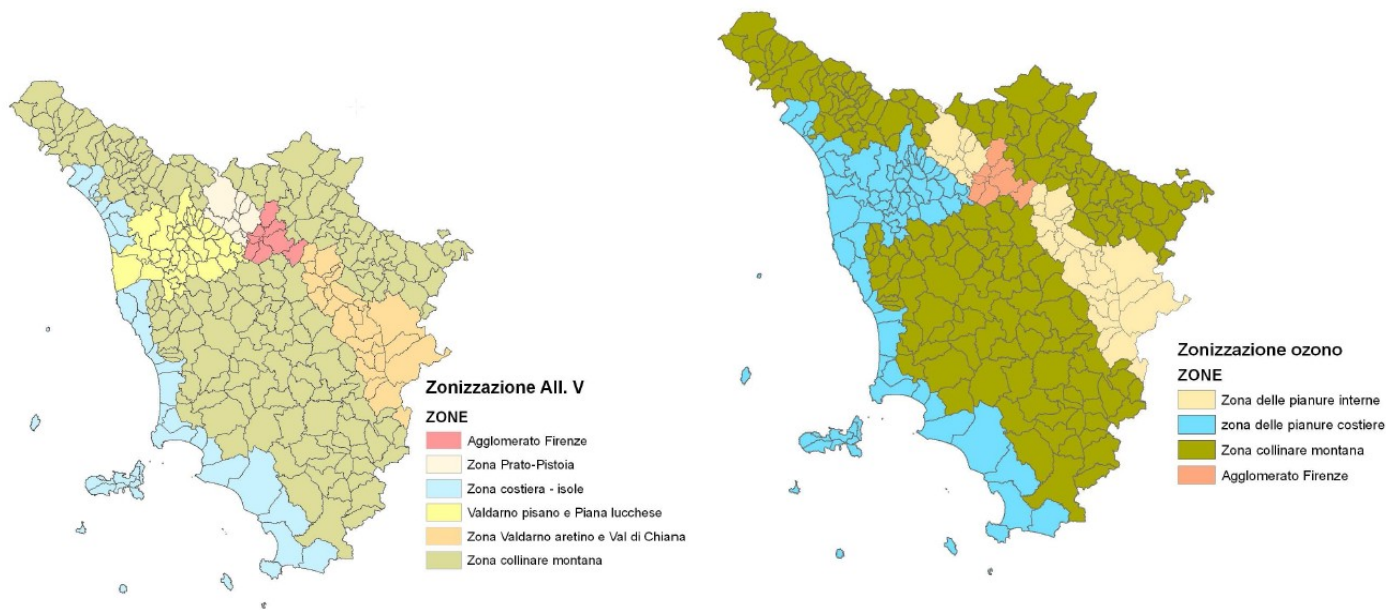 Zonizzazione All. V
ZONE
Agglomerato Firenze
Zona Prato-Pistoia
Zona costiera - isole
Valdarno pisano e Piana lucchese
Zona Valdarno aretino e Val di Chiana
Zona collinare montana
Zonizzazione ozono
ZONE
Zona delle pianure interne
zona delle pianure costiere
Zona collinare montana
Agglomerato Firenze